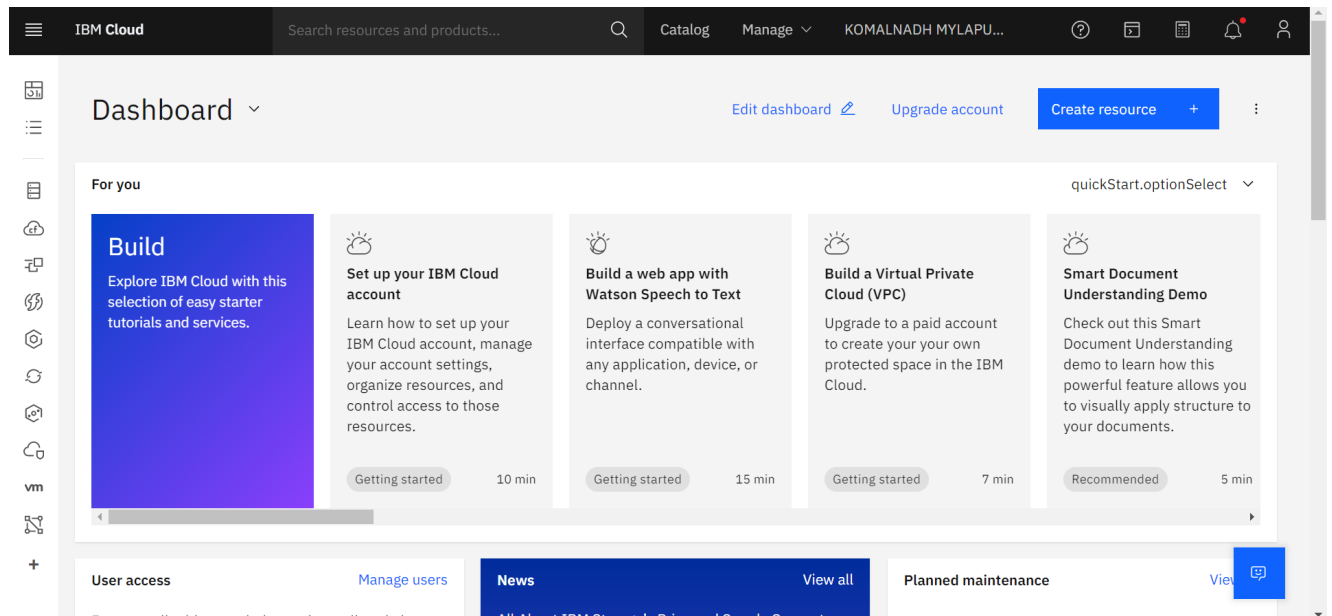 IBM Cloud
Search resources and products...
Catalog
Manage
KOMALNADH MYLAPU...
Dashboard
Edit dashboard
Upgrade account
Create resource +
For you
quickStart.optionSelect
Build
Explore IBM Cloud with this
selection of easy starter
tutorials and services.
Set up your IBM Cloud
account
Learn how to set up your
IBM Cloud account, manage
your account settings,
organize resources, and
control access to those
resources.
Getting started
10 min
Build a web app with
Watson Speech to Text
Deploy a conversational
interface compatible with
any application, device, or
channel.
Getting started
15 min
Build a Virtual Private
Cloud (VPC)
Upgrade to a paid account
to create your your own
protected space in the IBM
Cloud.
Getting started
7 min
Smart Document
Understanding Demo
Check out this Smart
Document Understanding
demo to learn how this
powerful feature allows you
to visually apply structure to
your documents.
Recommended
5 min
vm
User access
Manage users
News
View all
Planned maintenance